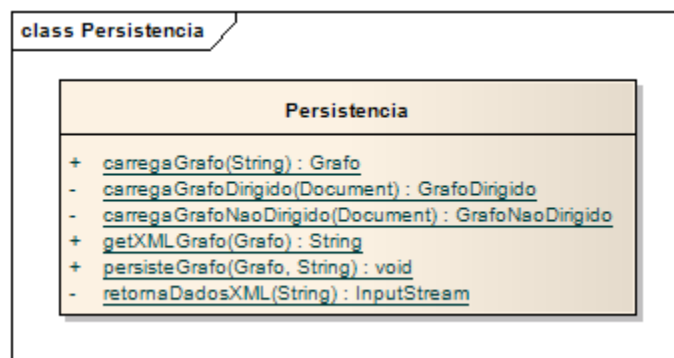 class Persistencia
Persistencia
+ carregaGrafo(String) : Grafo
- carregaGrafoDirigido(Document) : GrafoDirigido
- carregaGrafoNaoDirigido(Document) : GrafoNaoDirigido
+ getXMLGrafo(Grafo) : String
+ persisteGrafo(Grafo, String) : void
- retornaDadosXML(String) : InputStream